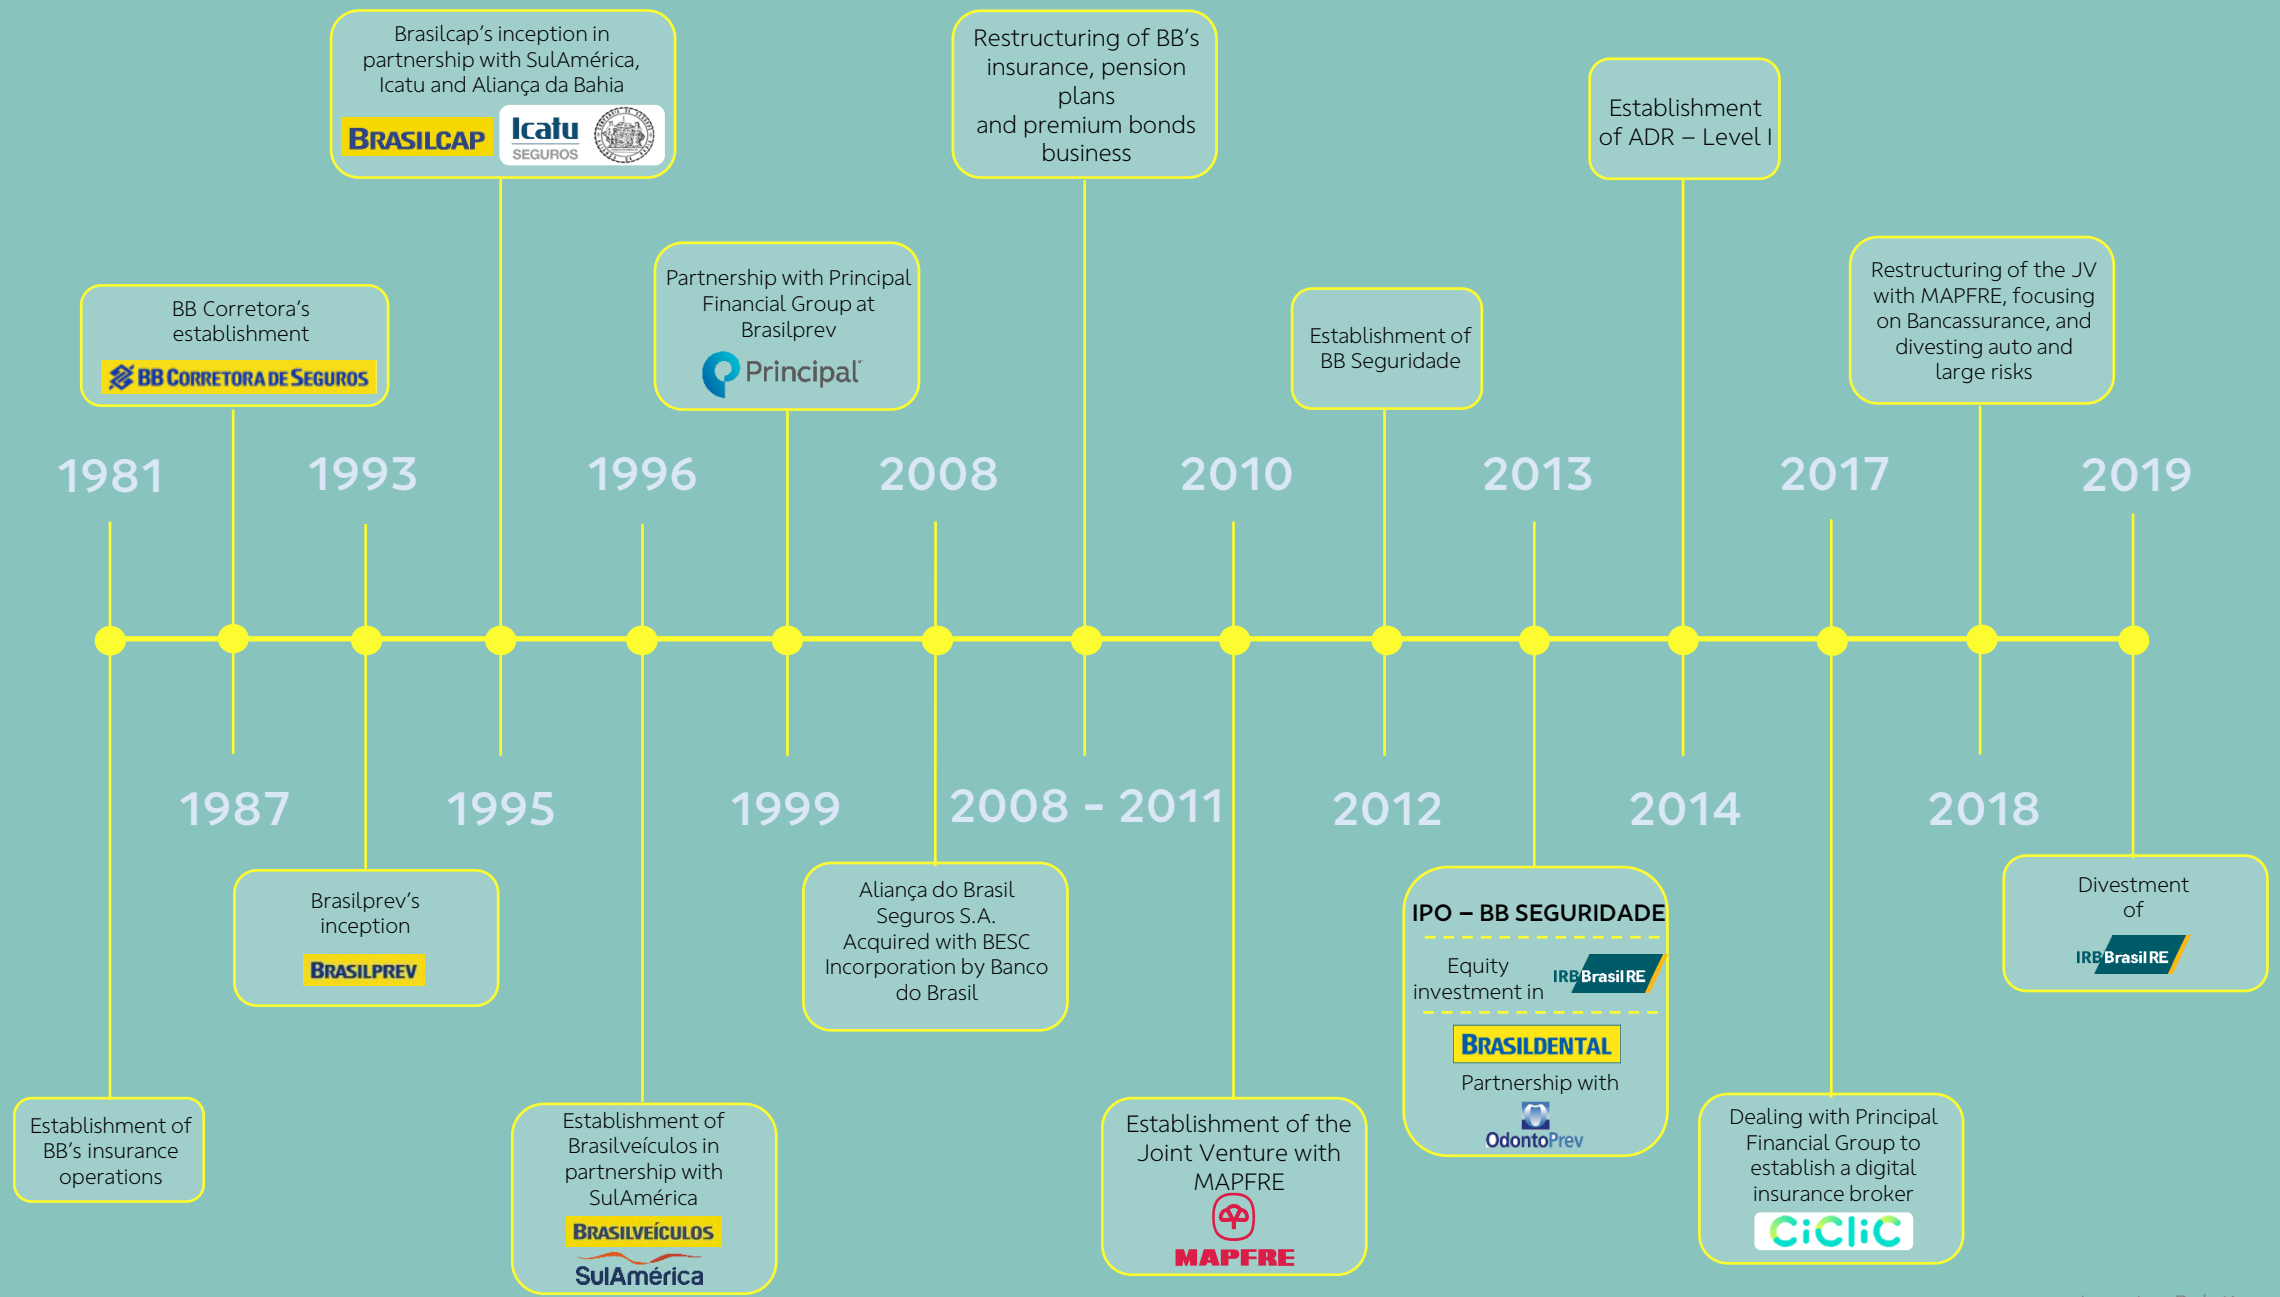 Brasilcap’s inception in
partnership with SulAmérica,
Icatu and Aliança da Bahia
BRASILCAP
Icatu
SEGUROS
Restructuring of BB’s
insurance, pension
plans
and premium bonds
business
Establishment
of ADR – Level I
BB Corretora’s
establishment
BB CORRETORA DE SEGUROS
Partnership with Principal
Financial Group at
Brasilprev
Principal
Establishment of
BB Seguridade
Restructuring of the JV
with MAPFRE, focusing
on Bancassurance, and
divesting auto and
large risks
1981
1993
1996
2008
2010
2013
2017
2019
1987
1995
1999
2008 - 2011
2012
2014
2018
Establishment of
BB’s insurance
operations
Brasilprev’s
inception
BRASILPREV
Establishment of
Brasilveículos in
partnership with
SulAmérica
BRASILVEÍCULOS
SulAmérica
Aliança do Brasil
Seguros S.A.
Acquired with BESC
Incorporation by Banco
do Brasil
Establishment of the
Joint Venture with
MAPFRE
MAPFRE
IPO – BB SEGURIDADE
Equity
investment in
IRB Brasil RE
BRASILDENTAL
Partnership with
OdontoPrev
Dealing with Principal
Financial Group to
establish a digital
insurance broker
CiCliC
Divestment
of
IRB Brasil RE